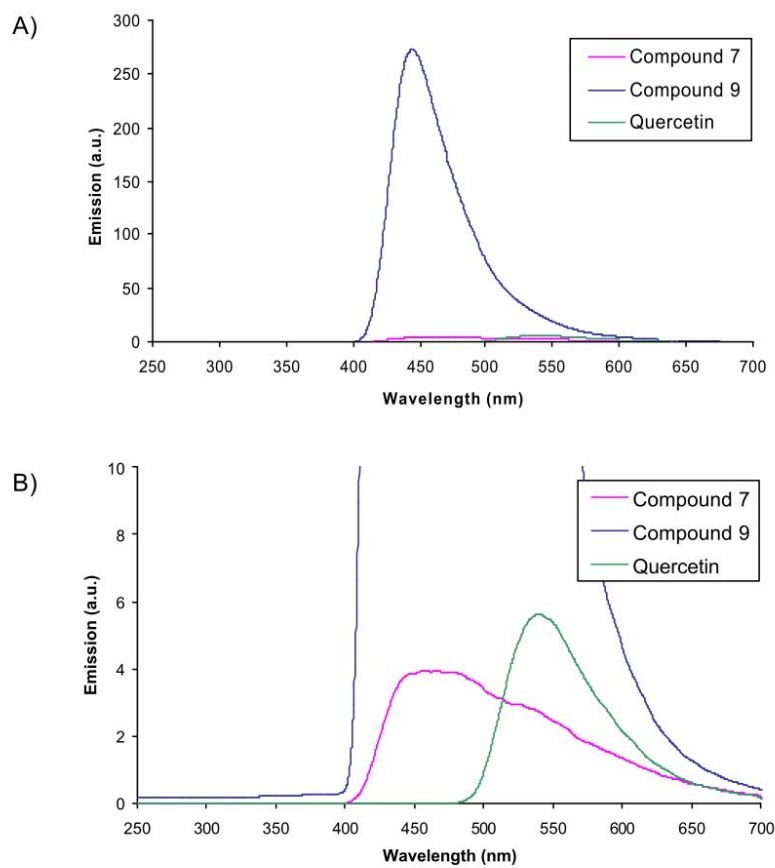 A)
300
250
200
150
100
50
0
Emission (a.u.)
Compound 7
Compound 9
Quercetin
250 300 350 400 450 500 550 600 650 700
Wavelength (nm)
B)
10
8
6
4
2
0
Emission (a.u.)
Compound 7
Compound 9
Quercetin
250 300 350 400 450 500 550 600 650 700
Wavelength (nm)